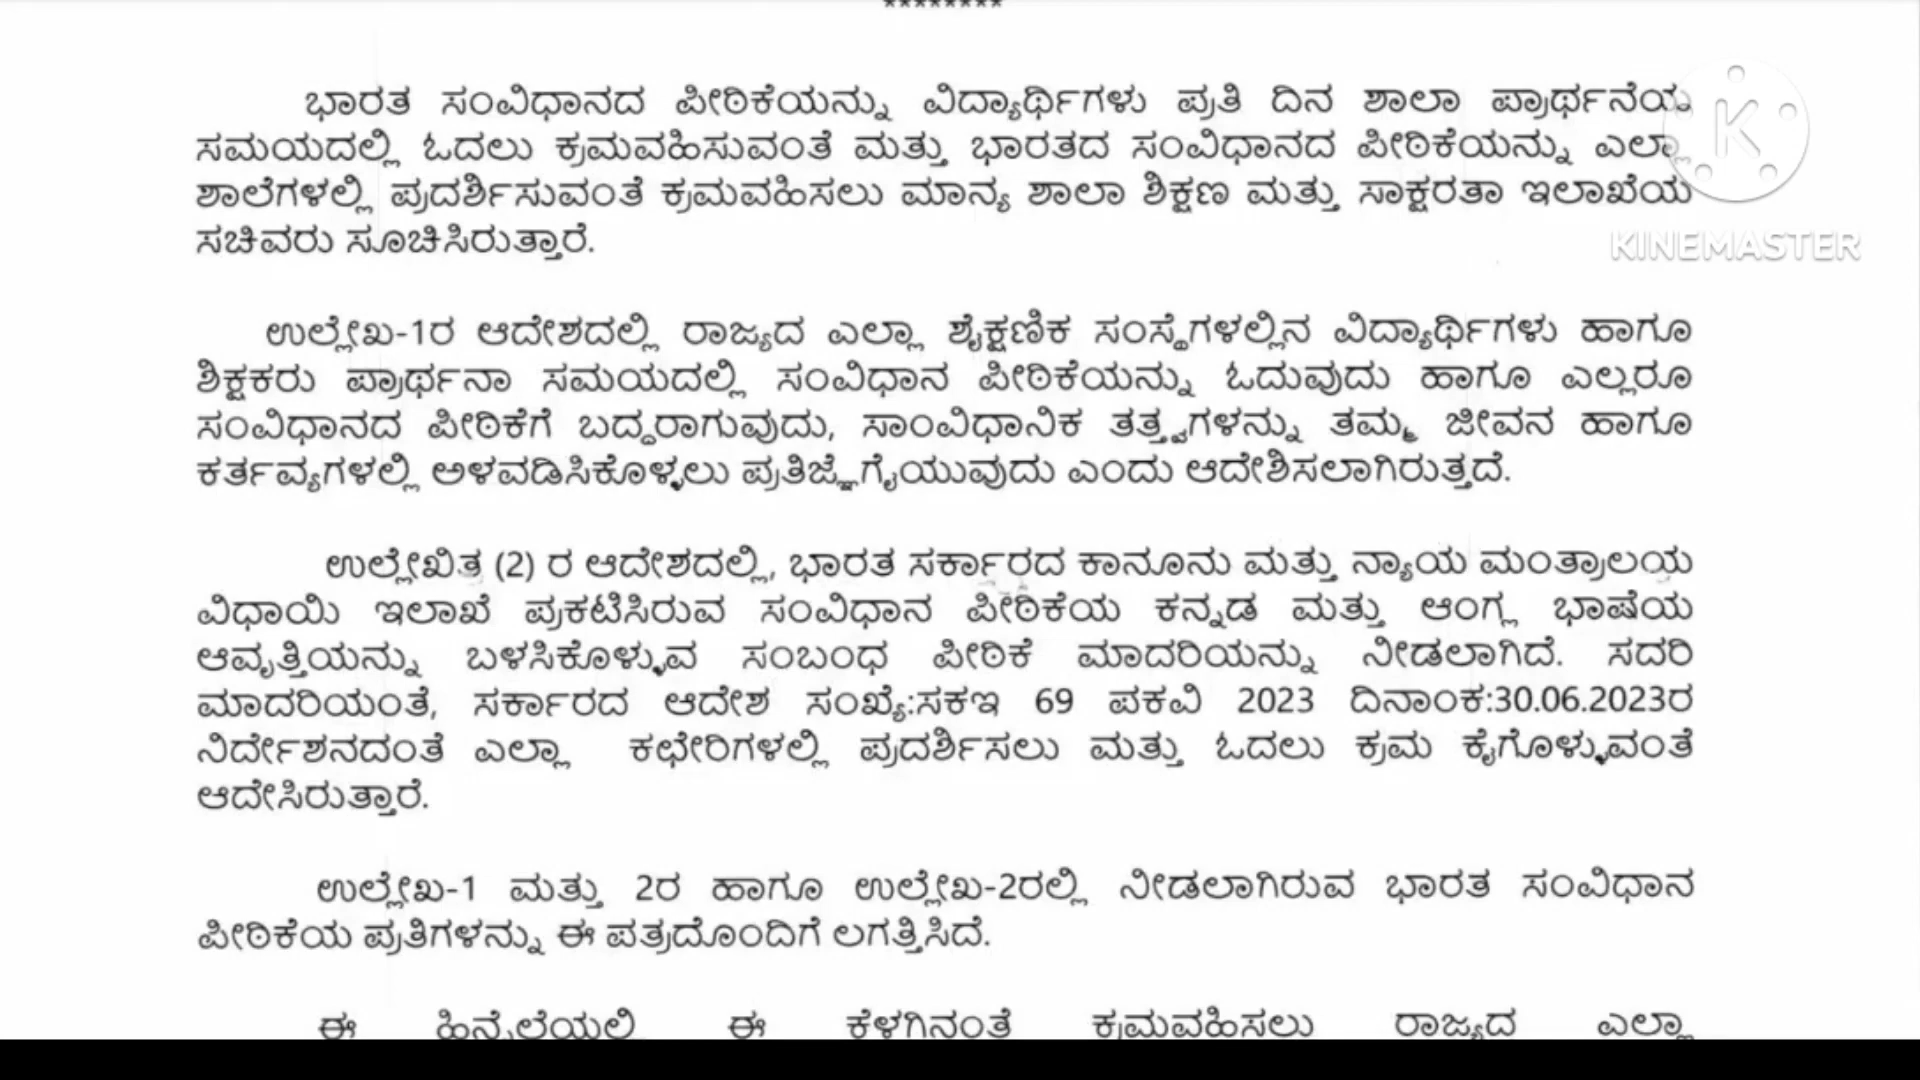 ********
ಭಾರತ ಸಂವಿಧಾನದ ಪೀಠಿಕೆಯನ್ನು ವಿದ್ಯಾರ್ಥಿಗಳು ಪ್ರತಿ ದಿನ ಶಾಲಾ ಪ್ರಾರ್ಥನೆಯ
ಸಮಯದಲ್ಲಿ ಓದಲು ಕ್ರಮವಹಿಸುವಂತೆ ಮತ್ತು ಭಾರತದ ಸಂವಿಧಾನದ ಪೀಠಿಕೆಯನ್ನು ಎಲ್ಲಾ
ಶಾಲೆಗಳಲ್ಲಿ ಪ್ರದರ್ಶಿಸುವಂತೆ ಕ್ರಮವಹಿಸಲು ಮಾನ್ಯ ಶಾಲಾ ಶಿಕ್ಷಣ ಮತ್ತು ಸಾಕ್ಷರತಾ ಇಲಾಖೆಯ
ಸಚಿವರು ಸೂಚಿಸಿರುತ್ತಾರೆ.
K
KINEMASTER
ಉಲ್ಲೇಖ-1ರ ಆದೇಶದಲ್ಲಿ ರಾಜ್ಯದ ಎಲ್ಲಾ ಶೈಕ್ಷಣಿಕ ಸಂಸ್ಥೆಗಳಲ್ಲಿನ ವಿದ್ಯಾರ್ಥಿಗಳು ಹಾಗೂ
ಶಿಕ್ಷಕರು ಪ್ರಾರ್ಥನಾ ಸಮಯದಲ್ಲಿ ಸಂವಿಧಾನ ಪೀಠಿಕೆಯನ್ನು ಓದುವುದು ಹಾಗೂ ಎಲ್ಲರೂ
ಸಂವಿಧಾನದ ಪೀಠಿಕೆಗೆ ಬದ್ಧರಾಗುವುದು, ಸಾಂವಿಧಾನಿಕ ತತ್ತ್ವಗಳನ್ನು ತಮ್ಮ ಜೀವನ ಹಾಗೂ
ಕರ್ತವ್ಯಗಳಲ್ಲಿ ಅಳವಡಿಸಿಕೊಳ್ಳಲು ಪ್ರತಿಜ್ಞೆಗೈಯುವುದು ಎಂದು ಆದೇಶಿಸಲಾಗಿರುತ್ತದೆ.
ಉಲ್ಲೇಖಿತ (2) ರ ಆದೇಶದಲ್ಲಿ, ಭಾರತ ಸರ್ಕಾರದ ಕಾನೂನು ಮತ್ತು ನ್ಯಾಯ ಮಂತ್ರಾಲಯ
ವಿಧಾಯಿ ಇಲಾಖೆ ಪ್ರಕಟಿಸಿರುವ ಸಂವಿಧಾನ ಪೀಠಿಕೆಯ ಕನ್ನಡ ಮತ್ತು ಆಂಗ್ಲ ಭಾಷೆಯ
ಆವೃತ್ತಿಯನ್ನು ಬಳಸಿಕೊಳ್ಳುವ ಸಂಬಂಧ ಪೀಠಿಕೆ ಮಾದರಿಯನ್ನು ನೀಡಲಾಗಿದೆ. ಸದರಿ
ಮಾದರಿಯಂತೆ, ಸರ್ಕಾರದ ಆದೇಶ ಸಂಖ್ಯೆ:ಸಕಇ 69 ಪಕವಿ 2023 ದಿನಾಂಕ:30.06.2023ರ
ನಿರ್ದೇಶನದಂತೆ ಎಲ್ಲಾ ಕಛೇರಿಗಳಲ್ಲಿ ಪ್ರದರ್ಶಿಸಲು ಮತ್ತು ಓದಲು ಕ್ರಮ ಕೈಗೊಳ್ಳುವಂತೆ
ಆದೇಸಿರುತ್ತಾರೆ.
ಉಲ್ಲೇಖ-1 ಮತ್ತು 2ರ ಹಾಗೂ ಉಲ್ಲೇಖ-2ರಲ್ಲಿ ನೀಡಲಾಗಿರುವ ಭಾರತ ಸಂವಿಧಾನ
ಪೀಠಿಕೆಯ ಪ್ರತಿಗಳನ್ನು ಈ ಪತ್ರದೊಂದಿಗೆ ಲಗತ್ತಿಸಿದೆ.
ಈ ಹಿನ್ನೆಲೆಯಲ್ಲಿ ಈ ಕೆಳಗಿನಂತೆ ಕ್ರಮವಹಿಸಲು ರಾಜ್ಯದ ಎಲ್ಲಾ